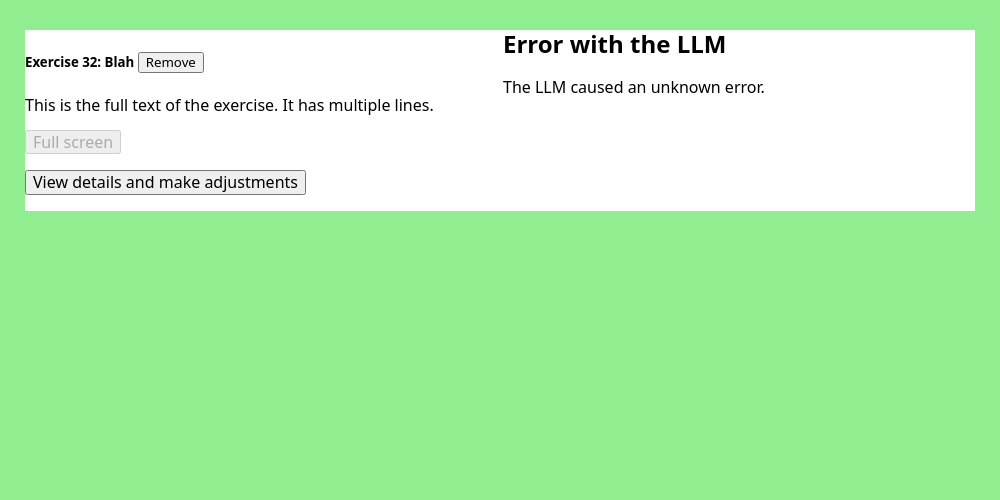 Exercise 32: Blah Remove
This is the full text of the exercise. It has multiple lines.
Full screen
View details and make adjustments
Error with the LLM
The LLM caused an unknown error.